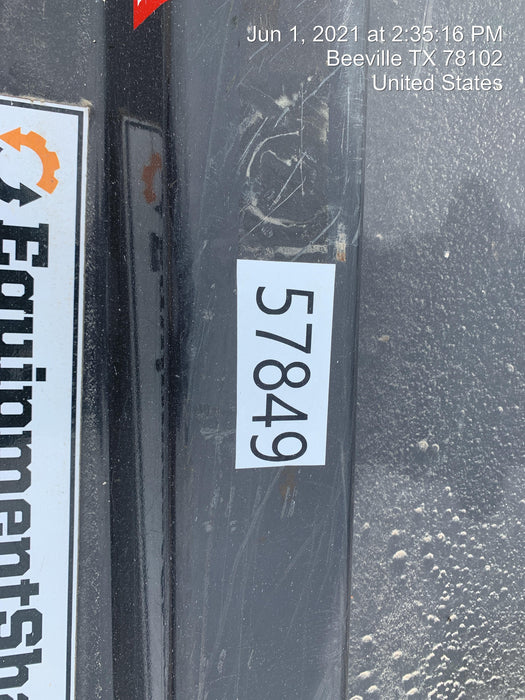 Jun 1, 2021 at 2:35:16 PM
Beeville TX 78102
United States
EquipmentSha
57849